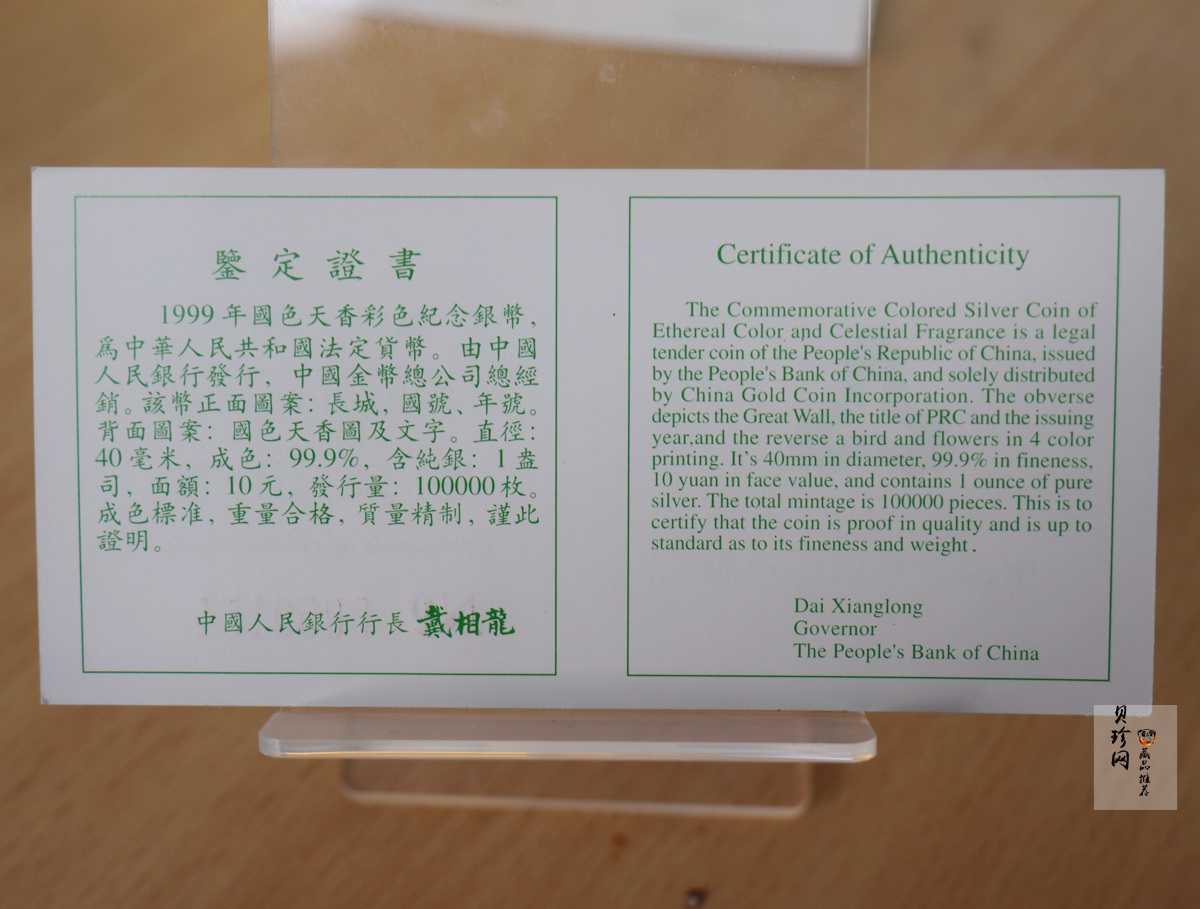 鑒定證書
1999年國色天香彩色紀念銀幣，
爲中華人民共和國法定貨幣。由中國
人民銀行發行，中國金幣總公司總經
銷。該幣正面圖案：長城，國號、年號。
背面圖案：國色天香圖及文字。直徑：
40毫米，成色：99.9%，含純銀：1盎
司，面額：10元，發行量：100000枚。
成色標准，重量合格，質量精制，謹此
證明。
中國人民銀行行長 戴相龍
Certificate of Authenticity
The Commemorative Colored Silver Coin of
Ethereal Color and Celestial Fragrance is a legal
tender coin of the People's Republic of China, issued
by the People's Bank of China, and solely distributed
by China Gold Coin Incorporation. The obverse
depicts the Great Wall, the title of PRC and the issuing
year,and the reverse a bird and flowers in 4 color
printing. It's 40mm in diameter, 99.9% in fineness,
10 yuan in face value, and contains 1 ounce of pure
silver. The total mintage is 100000 pieces. This is to
certify that the coin is proof in quality and is up to
standard as to its fineness and weight .
Dai Xianglong
Governor
The People's Bank of China
贝珍网
藏品推荐